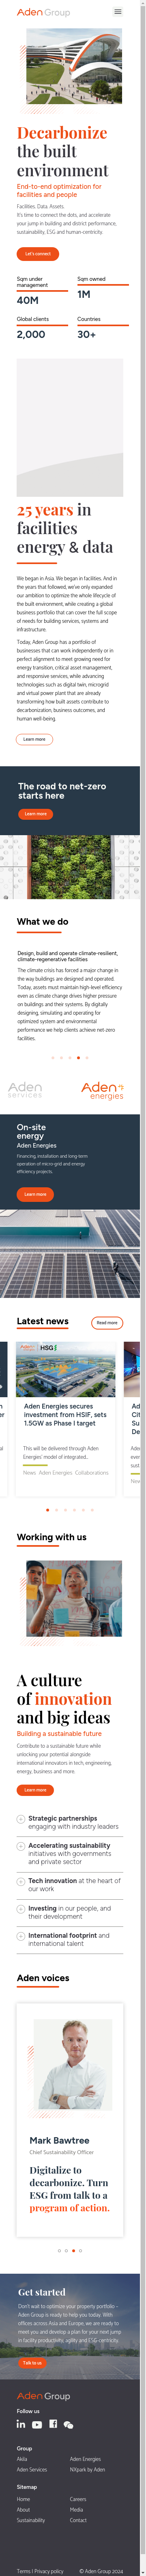 Aden Group
Decarbonize
the built
environment
End-to-end optimization for
facilities and people
Facilities. Data. Assets.
It's time to connect the dots, and accelerate
your jump in building and district performance,
sustainability, ESG and human-centricity.
Let's connect
Sqm under
management
40M
Sqm owned
1M
Global clients
2,000
Countries
30+
25 years in
facilities
energy & data
We began in Asia. We began in facilities. And in
the years that followed, we've only expanded
our ambition to optimize the whole lifecycle of
the built environment, while creating a global
business portfolio that can cover the full scope of
needs for buildings, service systems, and
infrastructure.
Today, Aden Group has a portfolio of
businesses that can work independently or in
perfect alignment to meet growing need for
energy transition, critical asset management,
and responsive services, while advancing
technologies such as digital twin, microgrid
and virtual power plant that are already
transforming how built assets contribute to
decarbonization, business outcomes, and
human well-being.
Learn more
The road to net-zero
starts here
Learn more
What we do
Design, build and operate climate-resilient,
climate-regenerative facilities
The climate crisis has forced a major change in
the way buildings are designed and operated.
Today, assets must maintain high-human-well-efficiency
even as climate change drives higher pressures
on buildings and their systems. By digitally
designing, simulating and operating for
optimized system and environmental
performance we help clients achieve net-zero
facilities.
Aden
services
Aden
energies
On-site
energy
Aden Energies
Financing, installation and long-term
operation of micro-grid and energy
efficiency projects.
Learn more
Latest news
Read more
Aden HSG
Aden Energies secures
investment from HSIF, sets
1.5GW as Phase I target
This will be delivered through Aden
Energies' model of integrated...
News Aden Energies Collaborations
Working with us
A culture
of innovation
and big ideas
Building a sustainable future
Contribute to a sustainable future while
unlocking your potential alongside
international innovators in tech, engineering,
energy, business and more.
Learn more
Strategic partnerships
engaging with industry leaders
Accelerating sustainability
initiatives with governments
and private sector
Tech innovation at the heart of
our work
Investing in our people, and
their development
International footprint and
international talent
Aden voices
Mark Bawtree
Chief Sustainability Officer
Digitalize to
decarbonize. Turn
ESG from talk to a
program of action.
Get started
Don't wait to optimize your property portfolio -
Aden Group is ready to help you today. With
offices across Asia and Europe, we are ready to
meet you and develop a plan for your next jump
in facility productivity, agility and ESG centricity.
Talk to us
Aden Group
Follow us
Group
Akila
Aden Energies
Aden Services
NXpark by Aden
Sitemap
Home
Careers
About
Media
Sustainability
Contact
Terms | Privacy policy
© Aden Group 2024